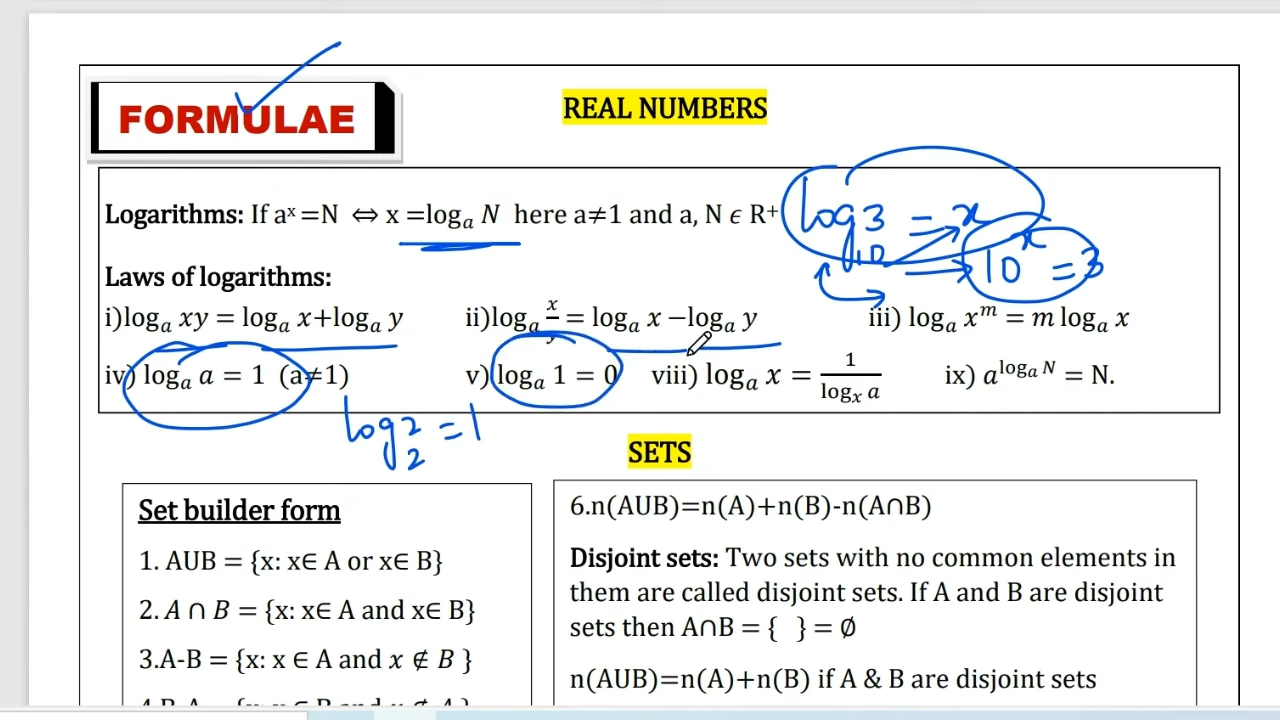 FORMULAE
REAL NUMBERS
Logarithms: If aˣ =N ⇔ x =logₐ N here a≠1 and a, N ϵ R⁺
log₁₀ 3 = x
10ˣ = 3
Laws of logarithms:
i)logₐ xy = logₐ x+logₐ y ii)logₐ x/y = logₐ x −logₐ y iii) logₐ xᵐ = m logₐ x
iv) logₐ a = 1 (a≠1) v) logₐ 1 = 0 viii) logₐ x = 1/logₓ a ix) a^(logₐ N) = N.
log₂ 2 = 1
SETS
Set builder form
1. AUB = {x: x∈ A or x∈ B}
2. A ∩ B = {x: x∈ A and x∈ B}
3.A-B = {x: x ∈ A and x ∉ B }
6.n(AUB)=n(A)+n(B)-n(A∩B)
Disjoint sets: Two sets with no common elements in
them are called disjoint sets. If A and B are disjoint
sets then A∩B = { } = ∅
n(AUB)=n(A)+n(B) if A & B are disjoint sets